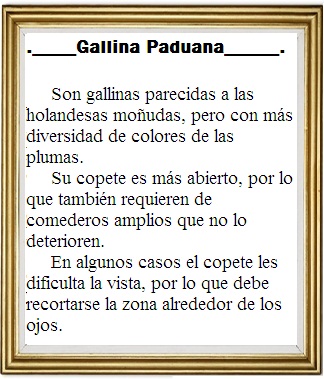 .____Gallina Paduana_____.
Son gallinas parecidas a las
holandesas moñudas, pero con más
diversidad de colores de las
plumas.
Su copete es más abierto, por lo
que también requieren de
comederos amplios que no lo
deterioren.
En algunos casos el copete les
dificulta la vista, por lo que debe
recortarse la zona alrededor de los
ojos.